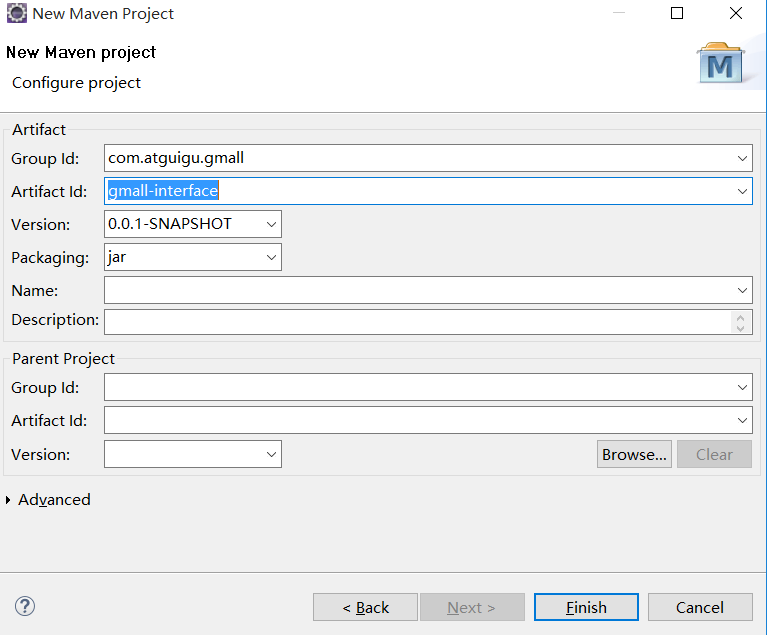 New Maven Project
New Maven project
Configure project
M
Artifact
Group Id: com.atguigu.gmall
Artifact Id: gmall-interface
Version: 0.0.1-SNAPSHOT
Packaging: jar
Name:
Description:
Parent Project
Group Id:
Artifact Id:
Version: Browse... Clear
Advanced
? < Back Next > Finish Cancel